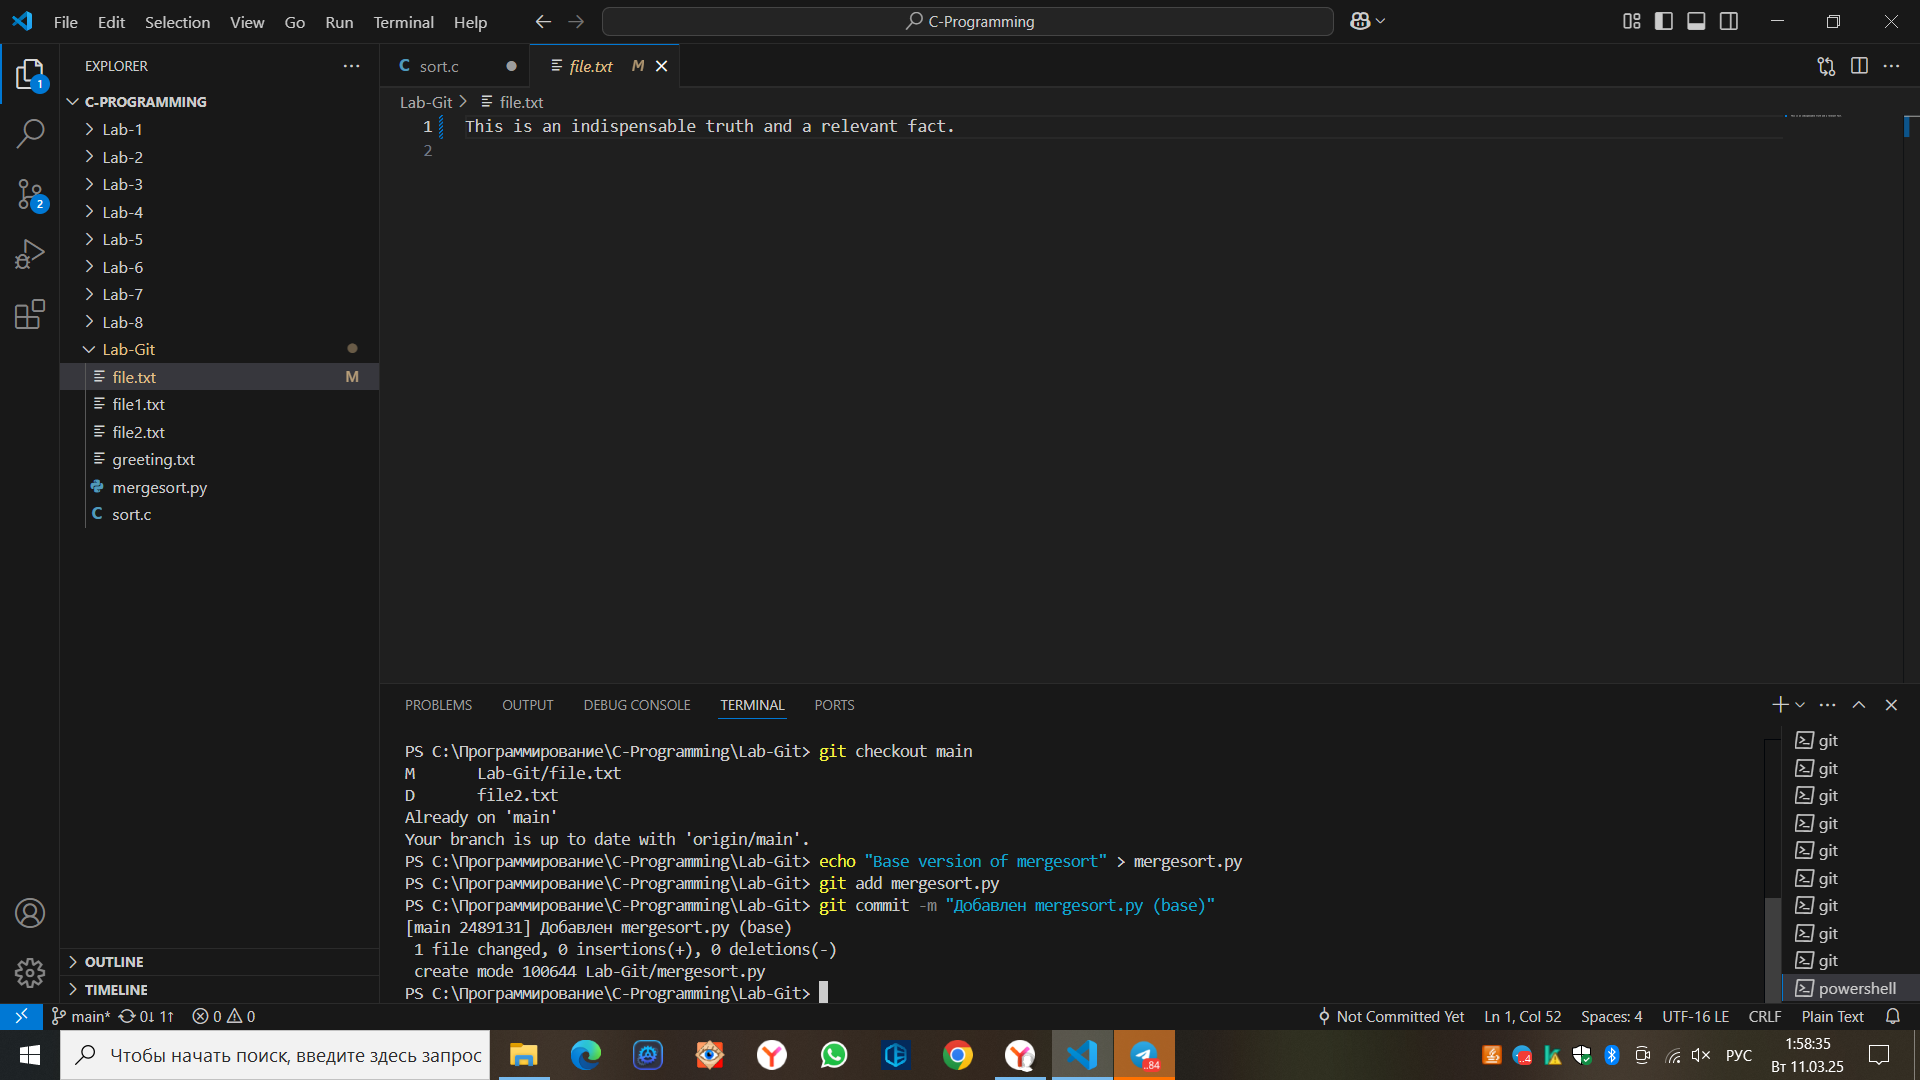 File Edit Selection View Go Run Terminal Help
C-Programming
EXPLORER
C-PROGRAMMING
Lab-1
Lab-2
Lab-3
Lab-4
Lab-5
Lab-6
Lab-7
Lab-8
Lab-Git
file.txt M
file1.txt
file2.txt
greeting.txt
mergesort.py
C sort.c
OUTLINE
TIMELINE
1
2
C sort.c
file.txt M
Lab-Git > file.txt
1 This is an indispensable truth and a relevant fact.
2
PROBLEMS OUTPUT DEBUG CONSOLE TERMINAL PORTS
PS C:\Программирование\C-Programming\Lab-Git> git checkout main
M Lab-Git/file.txt
D file2.txt
Already on 'main'
Your branch is up to date with 'origin/main'.
PS C:\Программирование\C-Programming\Lab-Git> echo "Base version of mergesort" > mergesort.py
PS C:\Программирование\C-Programming\Lab-Git> git add mergesort.py
PS C:\Программирование\C-Programming\Lab-Git> git commit -m "Добавлен mergesort.py (base)"
[main 2489131] Добавлен mergesort.py (base)
1 file changed, 0 insertions(+), 0 deletions(-)
create mode 100644 Lab-Git/mergesort.py
PS C:\Программирование\C-Programming\Lab-Git>
git
git
git
git
git
git
git
git
git
powershell
main* 0↓ 1↑ 0 0
Not Committed Yet Ln 1, Col 52 Spaces: 4 UTF-16 LE CRLF Plain Text
Чтобы начать поиск, введите здесь запрос
..84
..4
РУС
1:58:35
Вт 11.03.25